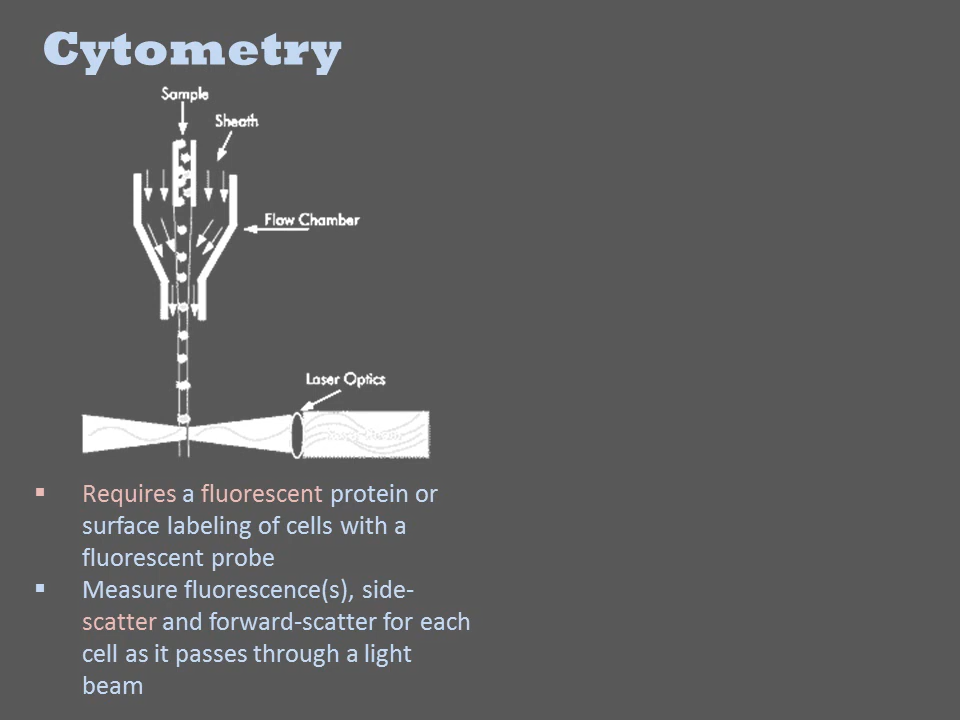 Cytometry
Sample
Sheath
Flow Chamber
Laser Optics
▪ Requires a fluorescent protein or
surface labeling of cells with a
fluorescent probe
▪ Measure fluorescence(s), side-
scatter and forward-scatter for each
cell as it passes through a light
beam